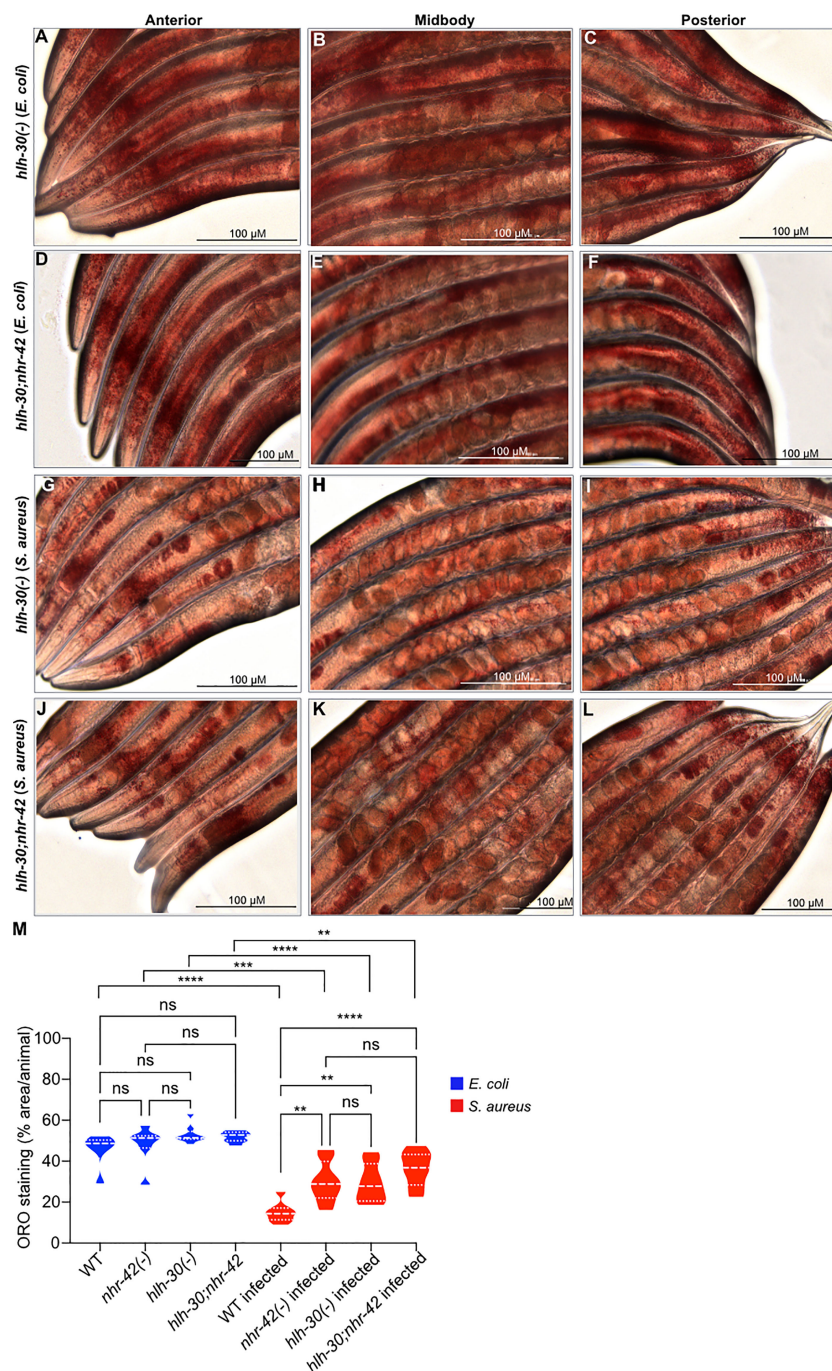 Anterior
Midbody
Posterior
hlh-30(-) (E. coli)
A
B
C
100 µM
100 µM
100 µM
hlh-30;nhr-42 (E. coli)
D
E
F
100 µM
100 µM
100 µM
hlh-30(-) (S. aureus)
G
H
I
100 µM
100 µM
100 µM
hlh-30;nhr-42 (S. aureus)
J
K
L
100 µM
100 µM
100 µM
M
**
****
***
****
ns
****
ns
ns
ns
**
ns
ns
**
ns
ORO staining (% area/animal)
100
80
60
40
20
0
E. coli
S. aureus
WT
nhr-42(-)
hlh-30(-)
hlh-30;nhr-42
WT infected
nhr-42(-) infected
hlh-30(-) infected
hlh-30;nhr-42 infected